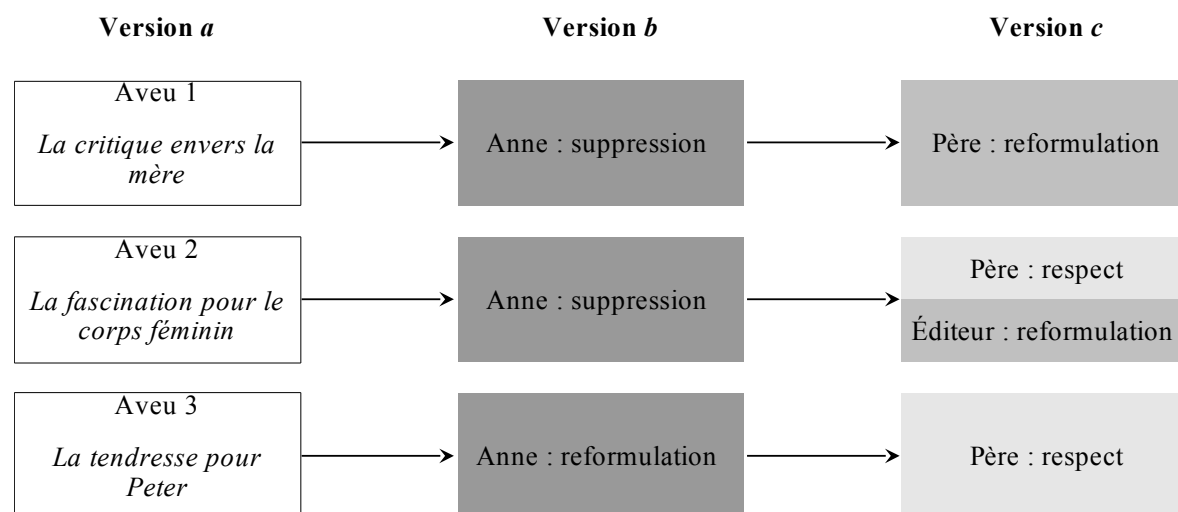 Version a
Version b
Version c
Aveu 1
La critique envers la
mère
Anne : suppression
Père : reformulation
Aveu 2
La fascination pour le
corps féminin
Anne : suppression
Père : respect
Éditeur : reformulation
Aveu 3
La tendresse pour
Peter
Anne : reformulation
Père : respect